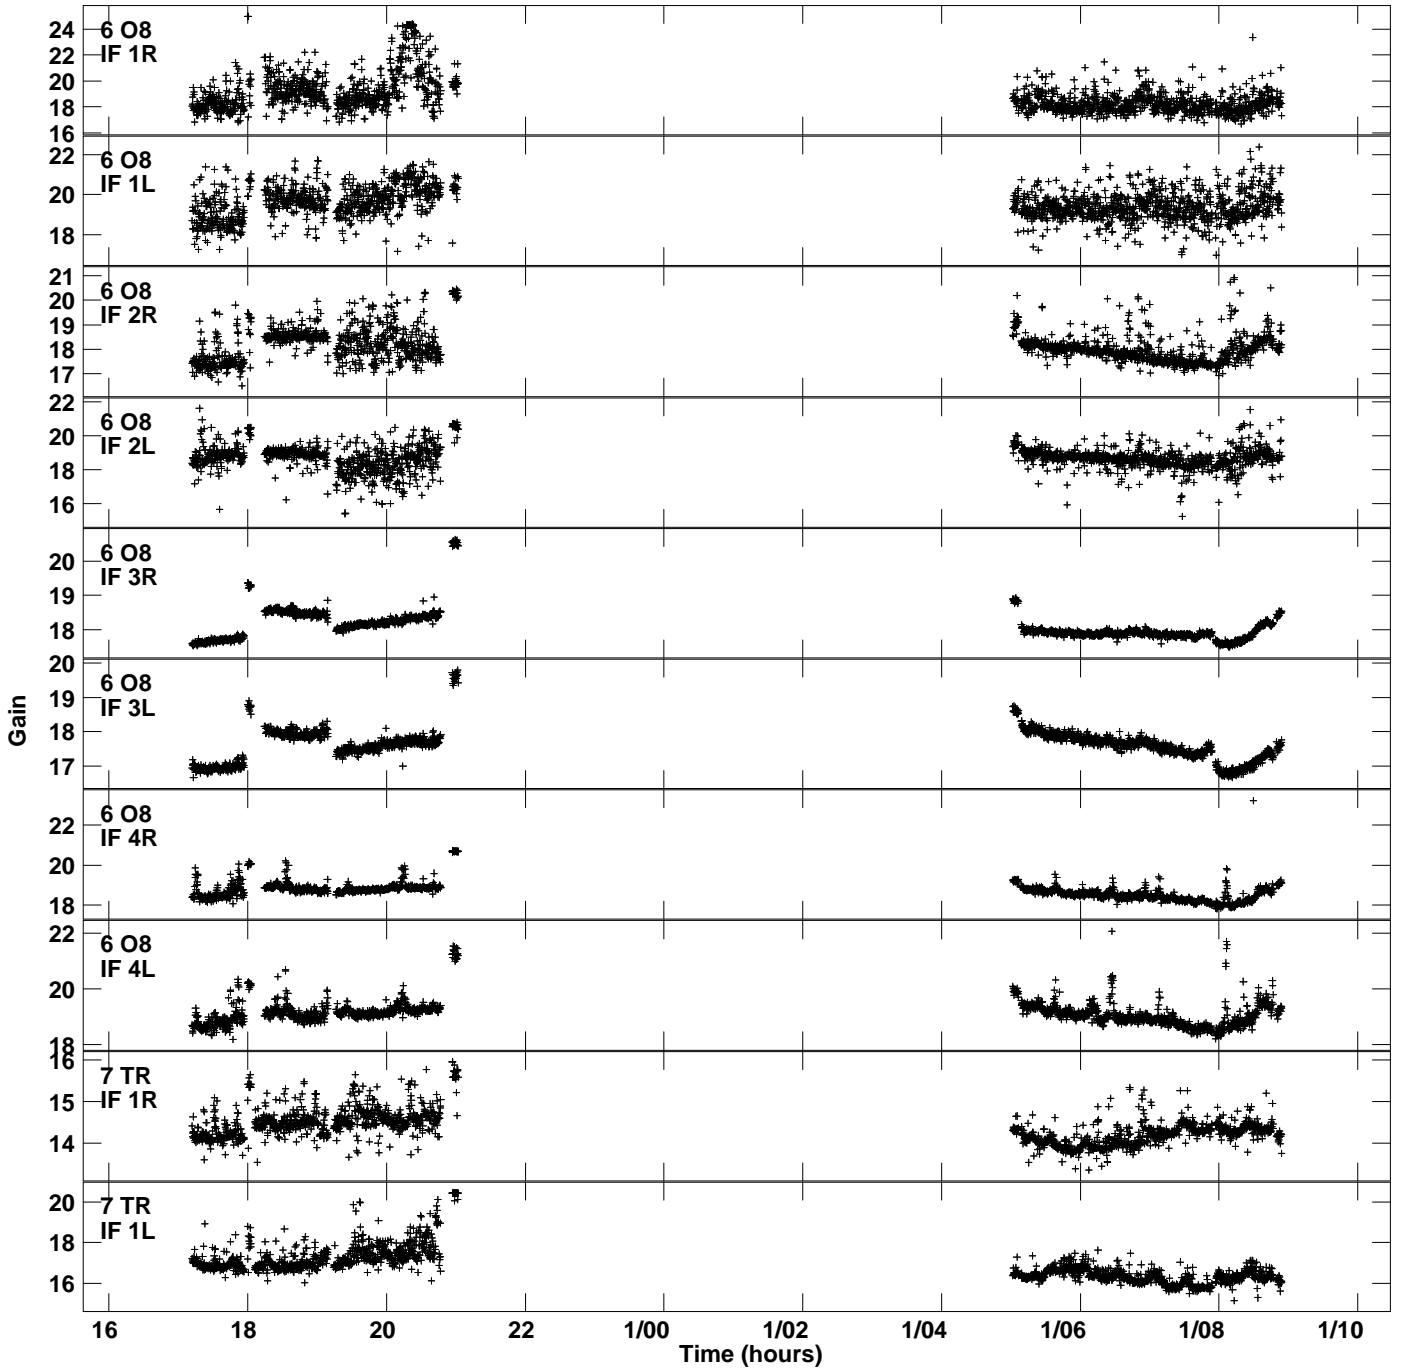 6 O8
IF 1R
24
22
20
18
16
6 O8
IF 1L
22
20
18
6 O8
IF 2R
21
20
19
18
17
6 O8
IF 2L
22
20
18
16
6 O8
IF 3R
20
19
18
6 O8
IF 3L
20
19
18
17
6 O8
IF 4R
22
20
18
6 O8
IF 4L
22
20
18
7 TR
IF 1R
16
15
14
7 TR
IF 1L
20
18
16
Gain
16 18 20 22 1/00 1/02 1/04 1/06 1/08 1/10
Time (hours)